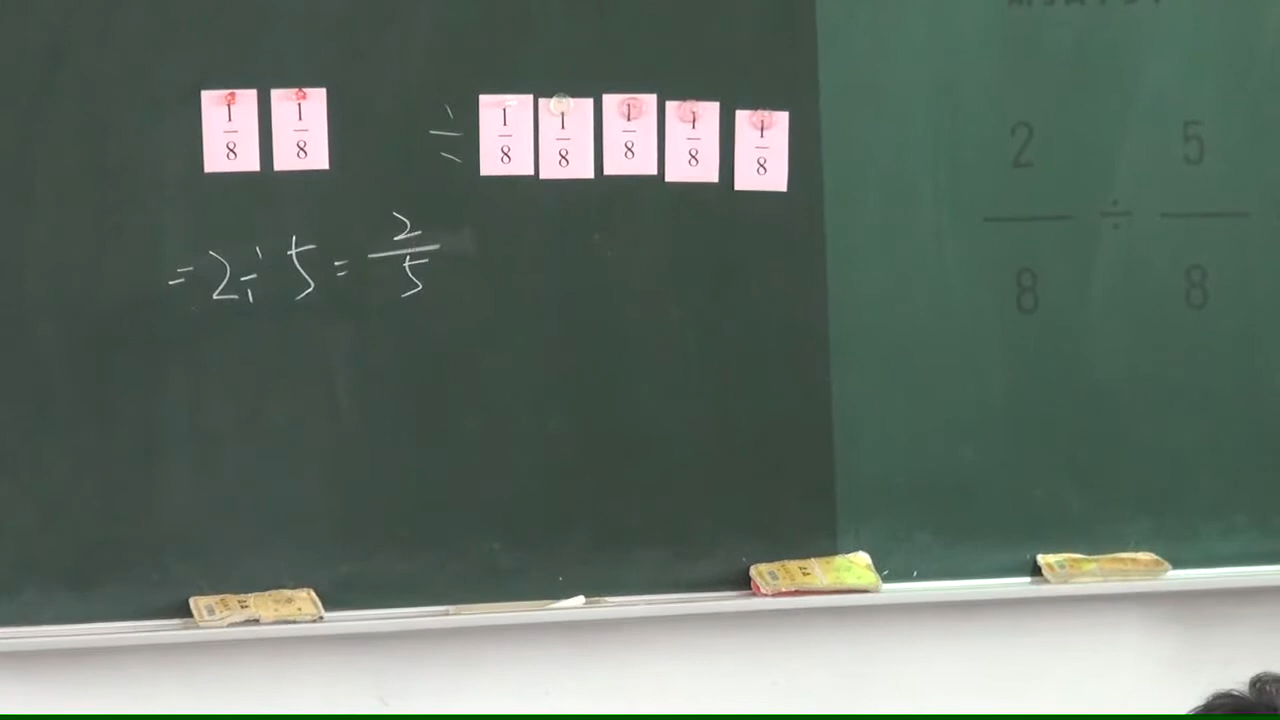 1/8 1/8 ÷ 1/8 1/8 1/8 1/8 1/8
= 2 ÷ 5 = 2/5
2/8 ÷ 5/8